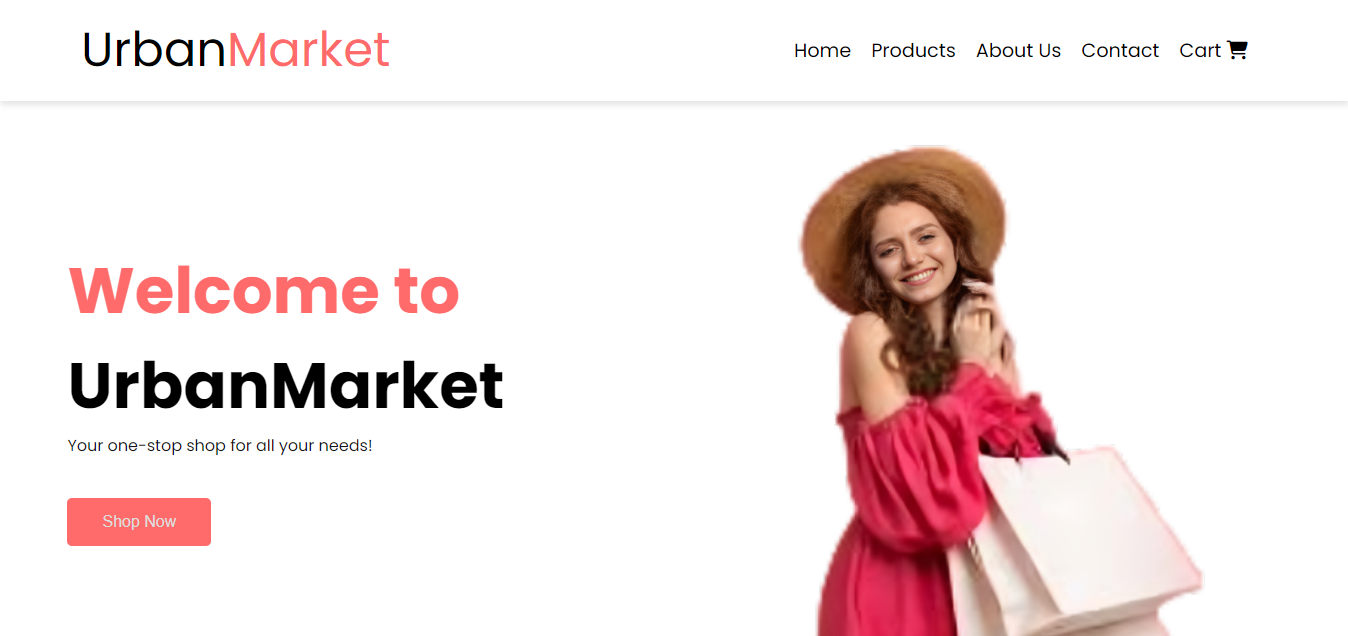 UrbanMarket
Home Products About Us Contact Cart
Welcome to
UrbanMarket
Your one-stop shop for all your needs!
Shop Now